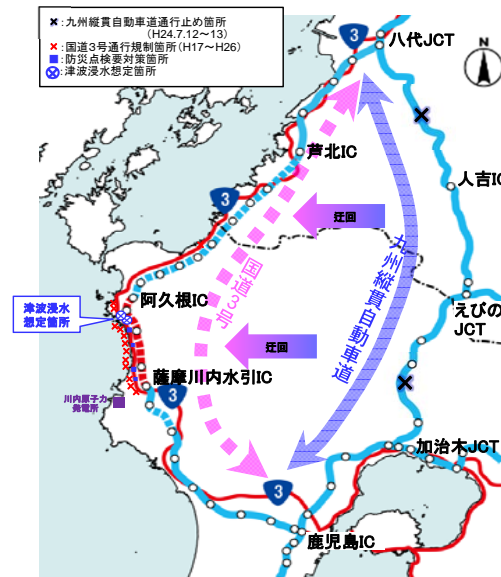 :九州縦貫自動車道通行止め箇所
(H24.7.12～13)
:国道3号通行規制箇所(H17～H26)
:防災点検要対策箇所
:津波浸水想定箇所
3
八代JCT
N
芦北IC
人吉IC
3
迂回
国道3号
九州縦貫自動車道
阿久根IC
えびの
JCT
津波浸水
想定箇所
迂回
薩摩川内水引IC
川内原子力
発電所
3
加治木JCT
3
鹿児島IC